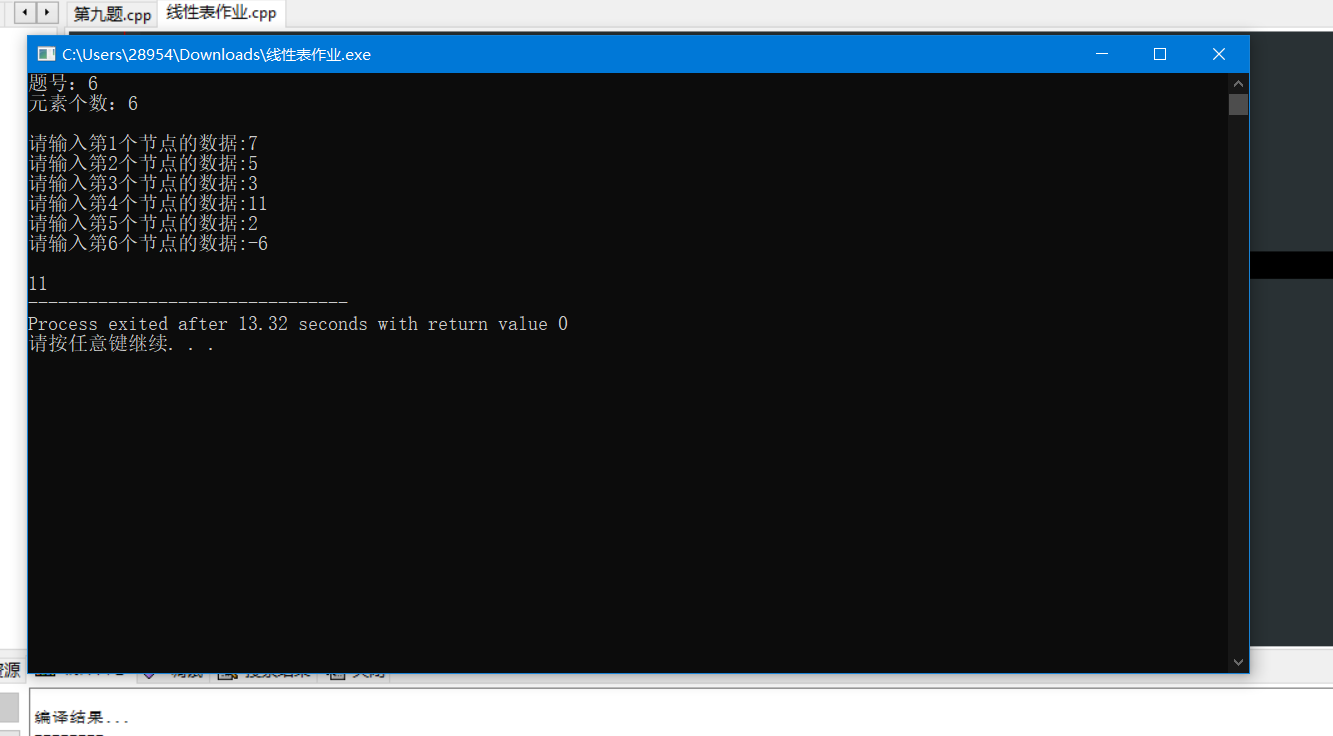 第九题.cpp 线性表作业.cpp
C:\Users\28954\Downloads\线性表作业.exe
题号：6
元素个数：6
请输入第1个节点的数据:7
请输入第2个节点的数据:5
请输入第3个节点的数据:3
请输入第4个节点的数据:11
请输入第5个节点的数据:2
请输入第6个节点的数据:-6
11
--------------------------------
Process exited after 13.32 seconds with return value 0
请按任意键继续. . .
资源
编译结果...